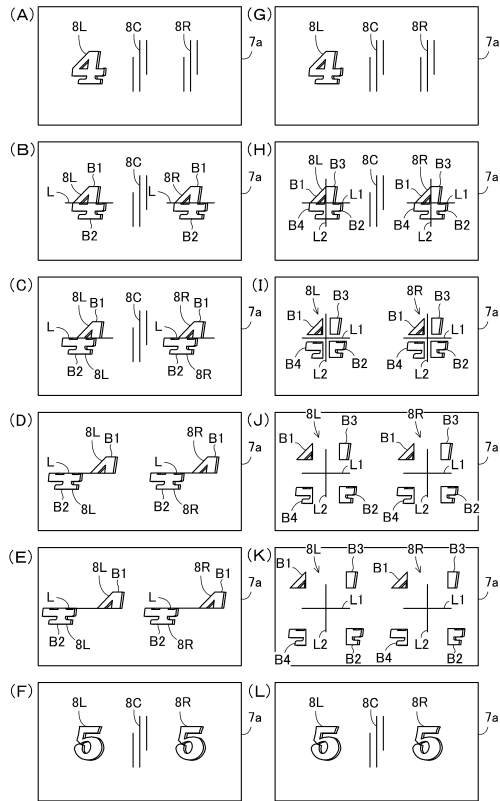 (A) 8L 8C 8R 7a
4
(B) 8L B1 8C 8R B1 7a
L L
4 4
B2 B2
(C) 8L B1 8C 8R B1 7a
L L
B2 8L B2 8R
(D) 8L B1 8R B1 7a
L L
B2 8L B2 8R
(E) L B1 8L L 8R B1 7a
B2 8L B2 8R
(F) 8L 8C 8R 7a
5 5
(G) 8L 8C 8R 7a
4
(H) 8L B3 8C 8R B3 7a
B1 B1 L1
4 4
B4 B2 B4 B2
L2 L2
(I) 8L B3 8R B3 7a
B1 B1
L1 L1
B4 B2 B4 B2
L2 L2
(J) 8L B3 8R B3 7a
B1 B1
L1 L1
B4 L2 B2 B4 L2 B2
(K) 8L B3 8R B3 7a
B1 B1
L1 L1
B4 L2 B2 B4 L2 B2
(L) 8L 8C 8R 7a
5 5